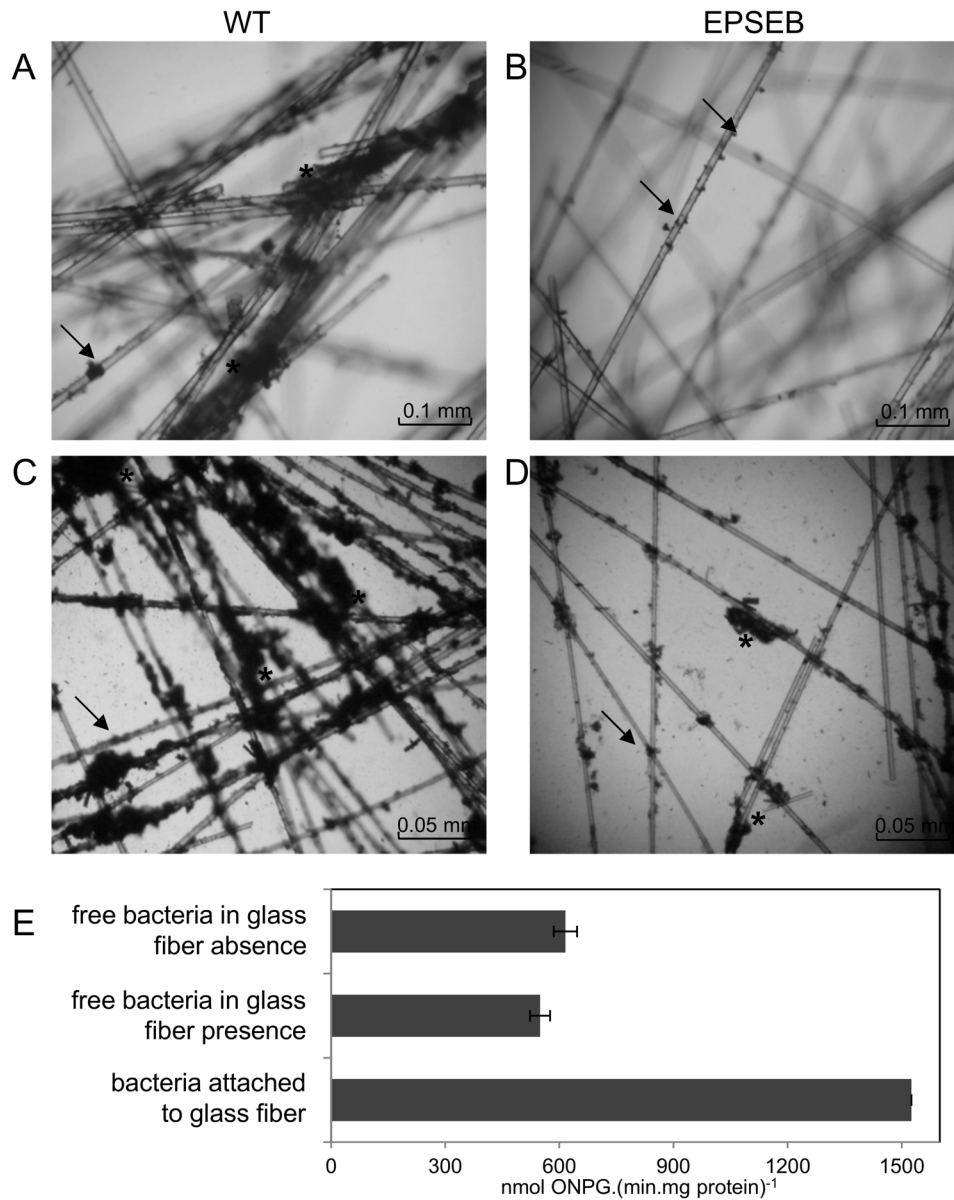 WT EPSEB
A B
*
*
0.1 mm 0.1 mm
C D
*
*
*
*
*
0.05 mm 0.05 mm
E
free bacteria in glass
fiber absence
free bacteria in glass
fiber presence
bacteria attached
to glass fiber
0 300 600 900 1200 1500
nmol ONPG.(min.mg protein)⁻¹